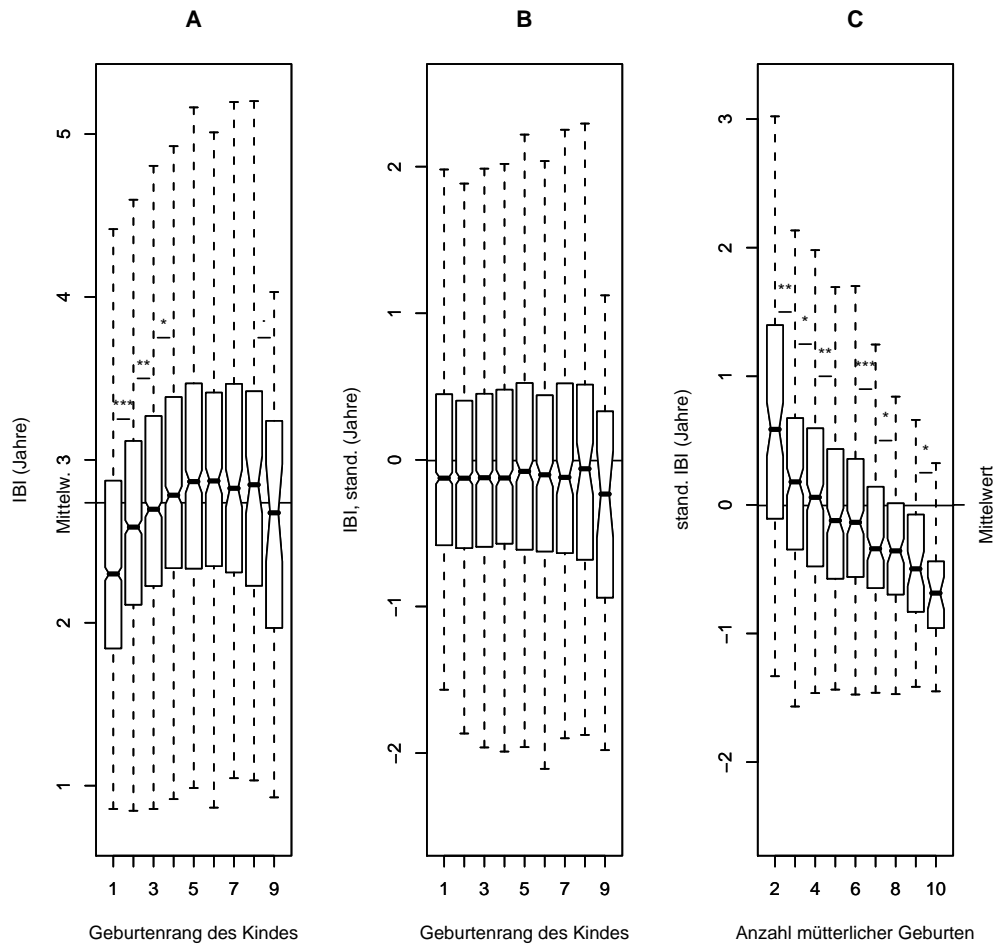 A
IBI (Jahre)
Mittelw.
5
4
3
2
1
***
**
*
.
1 3 5 7 9
Geburtenrang des Kindes
B
IBI, stand. (Jahre)
2
1
0
−1
−2
1 3 5 7 9
Geburtenrang des Kindes
C
stand. IBI (Jahre)
3
2
1
0
−1
−2
**
*
**
***
*
*
Mittelwert
2 4 6 8 10
Anzahl mütterlicher Geburten